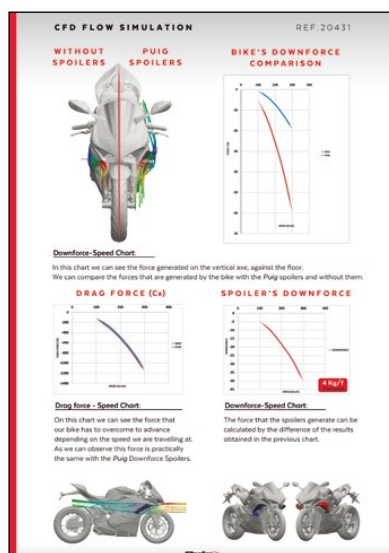 CFD FLOW SIMULATION
REF.20431
WITHOUT SPOILERS
PUIG SPOILERS
BIKE'S DOWNFORCE COMPARISON
Downforce-Speed Chart:
In this chart we can see the force generated on the vertical axe, against the floor.
We can compare the forces that are generated by the bike with the Puig spoilers and without them.
DRAG FORCE (Cx)
SPOILER'S DOWNFORCE
4 Kg/f
Drag force - Speed Chart:
On this chart we can see the force that
our bike has to overcome to advance
depending on the speed we are travelling at.
As we can observe this force is practically
the same with the Puig Downforce Spoilers.
Downforce-Speed Chart:
The force that the spoilers generate can be
calculated by the difference of the results
obtained in the previous chart.